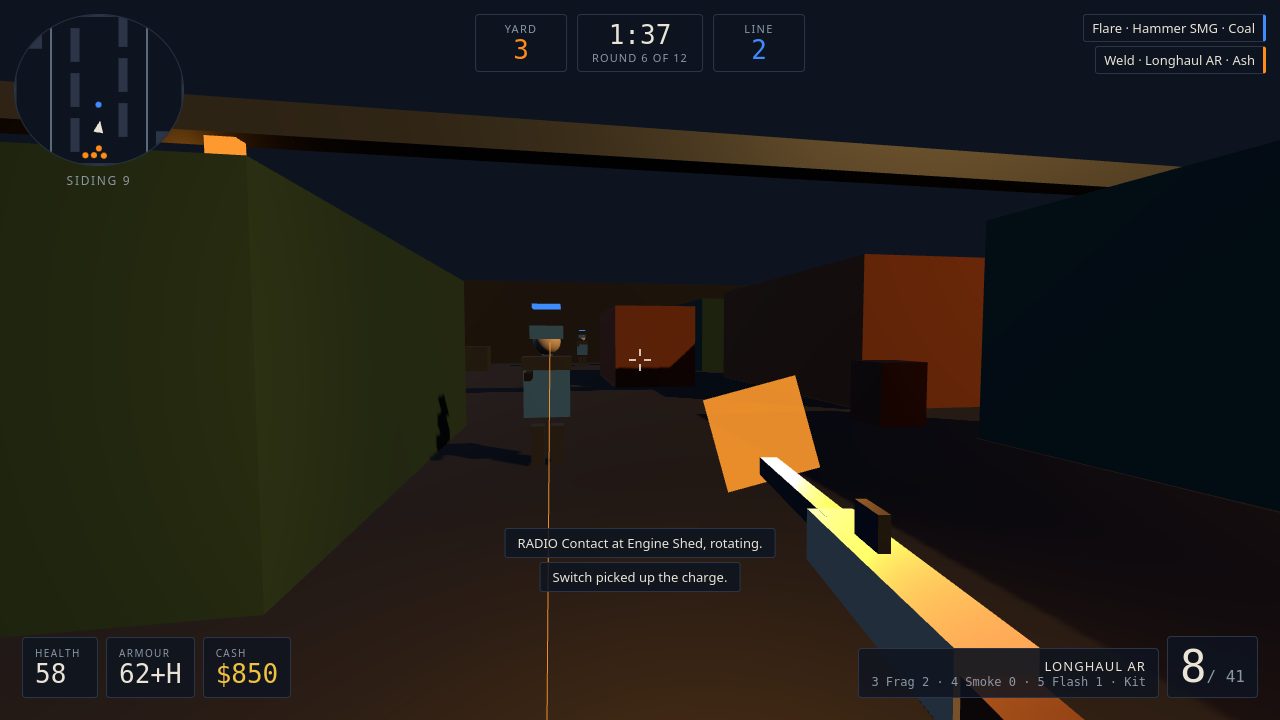 YARD
3
1:37
ROUND 6 OF 12
LINE
2
Flare · Hammer SMG · Coal
Weld · Longhaul AR · Ash
SIDING 9
RADIO Contact at Engine Shed, rotating.
Switch picked up the charge.
HEALTH
58
ARMOUR
62+H
CASH
$850
LONGHAUL AR
3 Frag 2 · 4 Smoke 0 · 5 Flash 1 · Kit
8 / 41